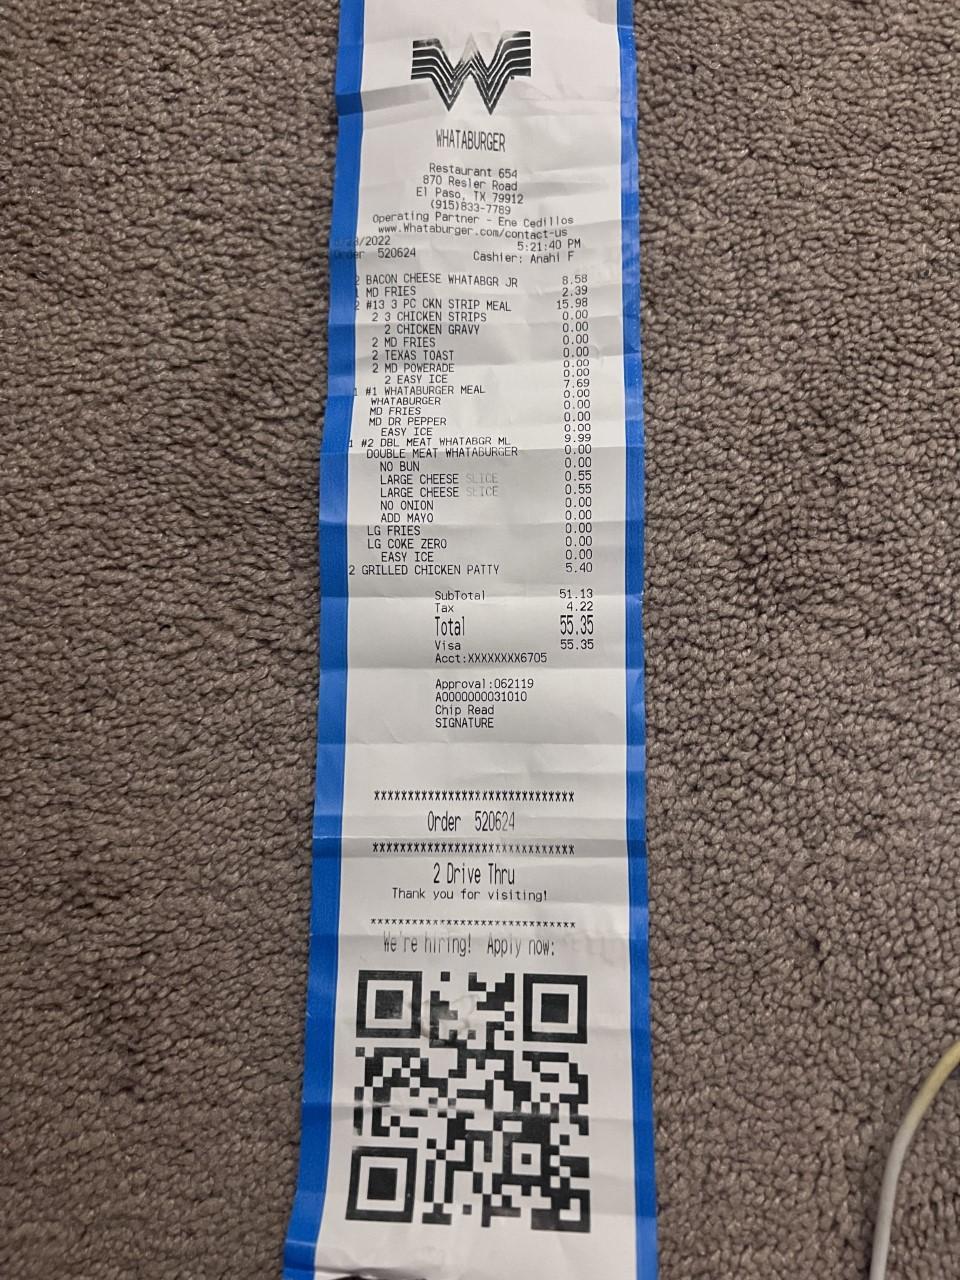 WHATABURGER
Restaurant 654
870 Resler Road
El Paso, TX 79912
(915)833-7789
Operating Partner - Ene Cedillos
www.Whataburger.com/contact-us
/2022 5:21:40 PM
Order 520624 Cashier: Anahi F
2 BACON CHEESE WHATABGR JR 8.58
1 MD FRIES 2.39
2 #13 3 PC CKN STRIP MEAL 15.98
2 3 CHICKEN STRIPS 0.00
2 CHICKEN GRAVY 0.00
2 MD FRIES 0.00
2 TEXAS TOAST 0.00
2 MD POWERADE 0.00
2 EASY ICE 0.00
1 #1 WHATABURGER MEAL 7.69
WHATABURGER 0.00
MD FRIES 0.00
MD DR PEPPER 0.00
EASY ICE 0.00
1 #2 DBL MEAT WHATABGR ML 9.99
DOUBLE MEAT WHATABURGER 0.00
NO BUN 0.00
LARGE CHEESE SLICE 0.55
LARGE CHEESE SLICE 0.55
NO ONION 0.00
ADD MAYO 0.00
LG FRIES 0.00
LG COKE ZERO 0.00
EASY ICE 0.00
2 GRILLED CHICKEN PATTY 5.40
SubTotal 51.13
Tax 4.22
Total 55.35
Visa 55.35
Acct:XXXXXXXX6705
Approval:062119
A0000000031010
Chip Read
SIGNATURE
Order 520624
2 Drive Thru
Thank you for visiting!
We're hiring! Apply now: